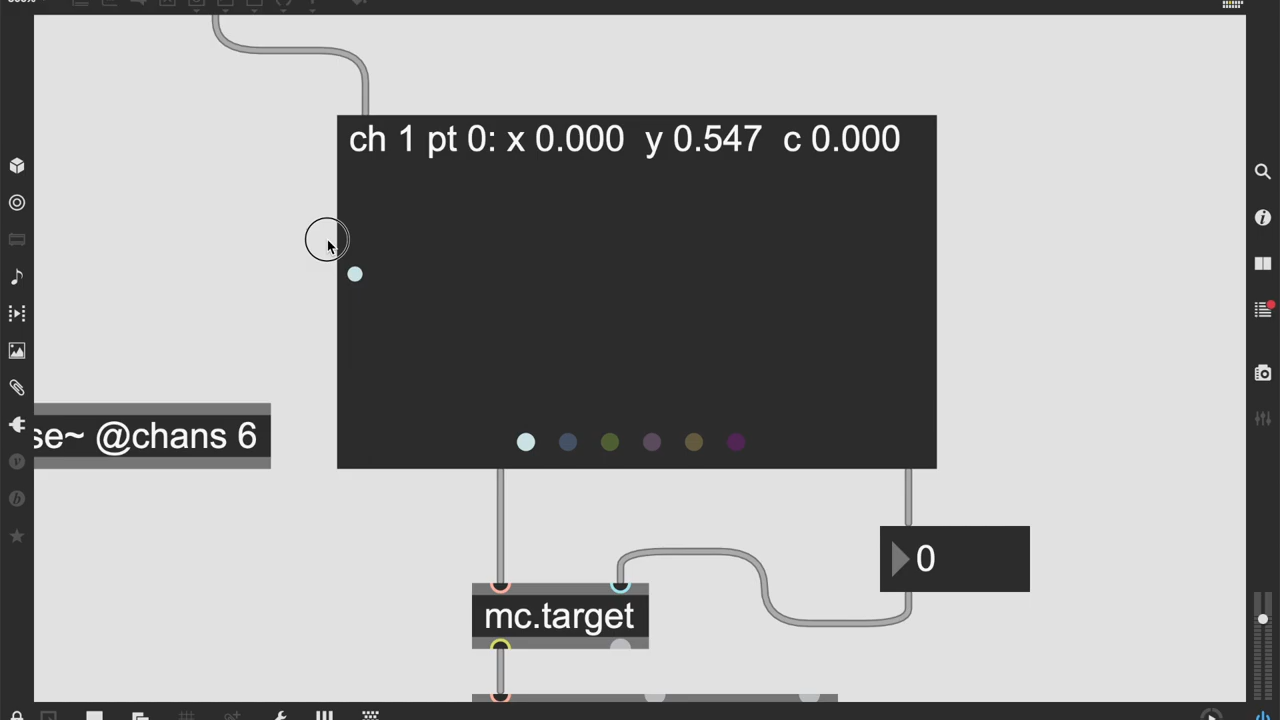 ch 1 pt 0: x 0.000 y 0.547 c 0.000
se~ @chans 6
0
mc.target